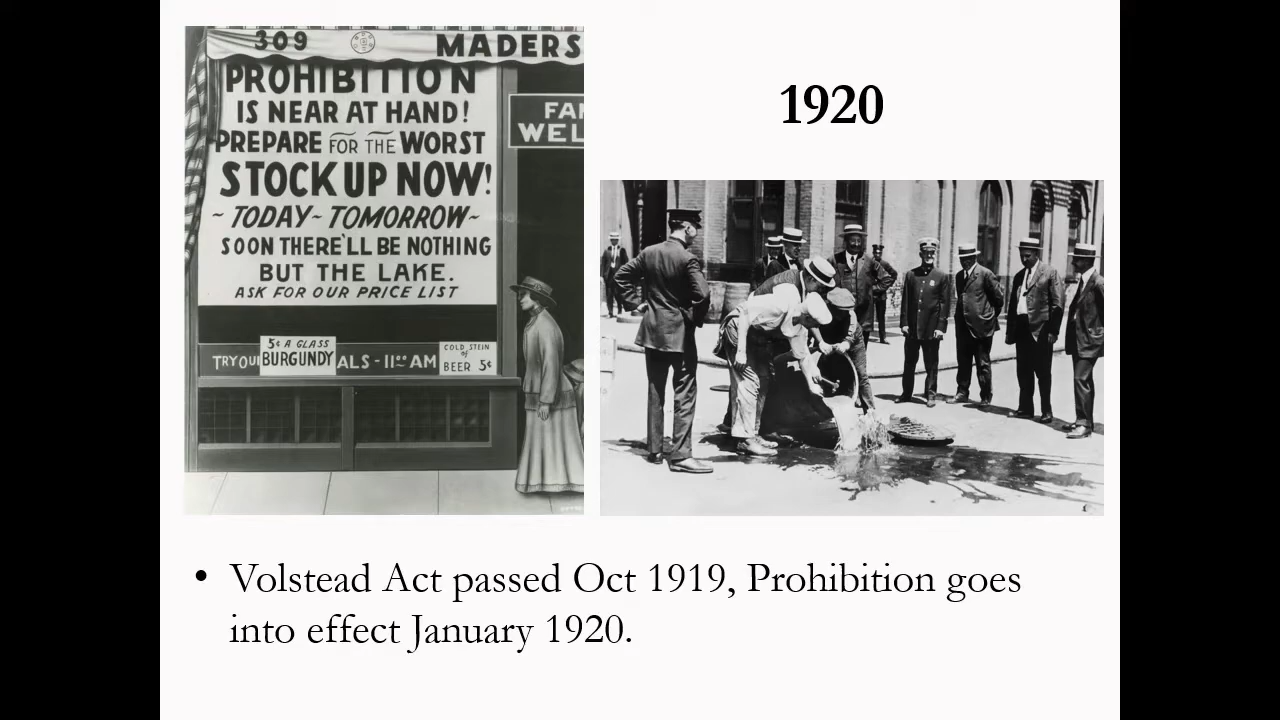 309 MADERS
PROHIBITION
IS NEAR AT HAND!
PREPARE FOR THE WORST
STOCK UP NOW!
~ TODAY ~ TOMORROW ~
SOON THERE'LL BE NOTHING
BUT THE LAKE.
ASK FOR OUR PRICE LIST
FA
WEL
5¢ A GLASS
BURGUNDY
TRY OU ALS - 11:00 AM
COLD STEIN
of
BEER 5¢
1920
• Volstead Act passed Oct 1919, Prohibition goes
into effect January 1920.